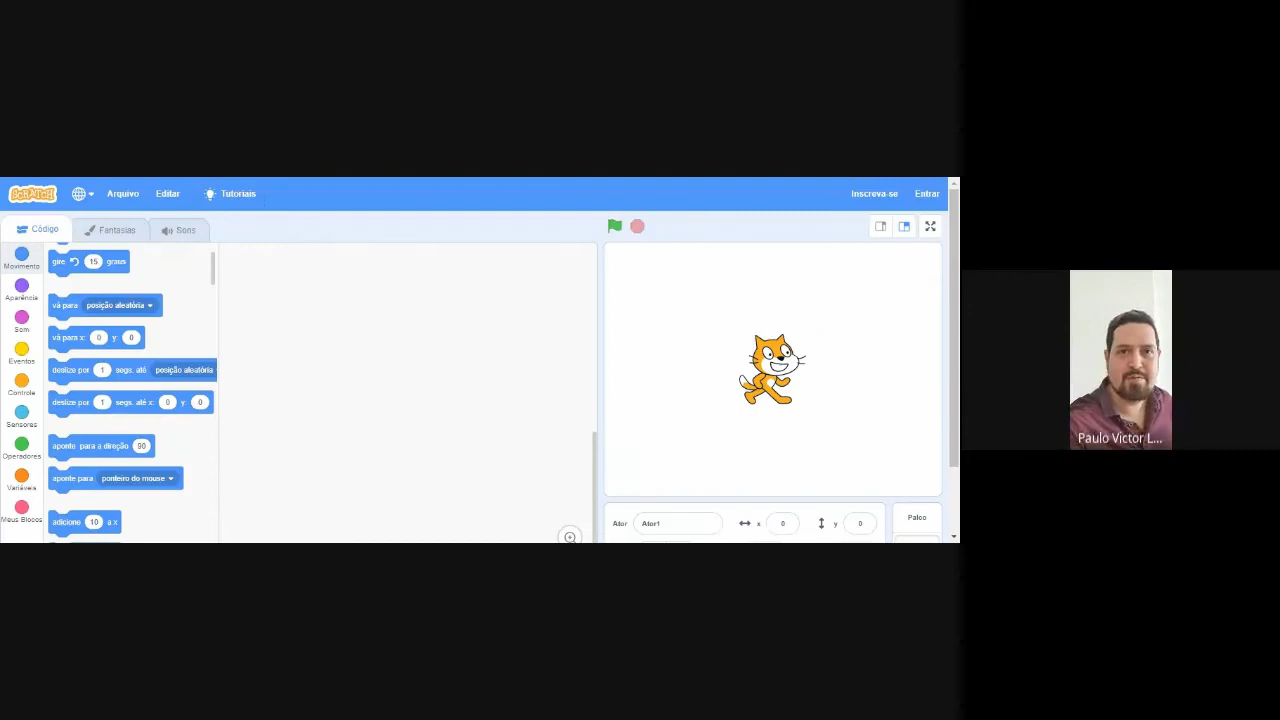 SCRATCH
Arquivo
Editar
Tutoriais
Inscreva-se
Entrar
Código
Fantasias
Sons
Movimento
Aparência
Som
Eventos
Controle
Sensores
Operadores
Variáveis
Meus Blocos
gire 15 graus
vá para posição aleatória
vá para x: 0 y: 0
deslize por 1 segs. até posição aleatória
deslize por 1 segs. até x: 0 y: 0
aponte para a direção 90
aponte para ponteiro do mouse
adicione 10 a x
Ator Ator1 x 0 y 0
Palco
Paulo Victor L...